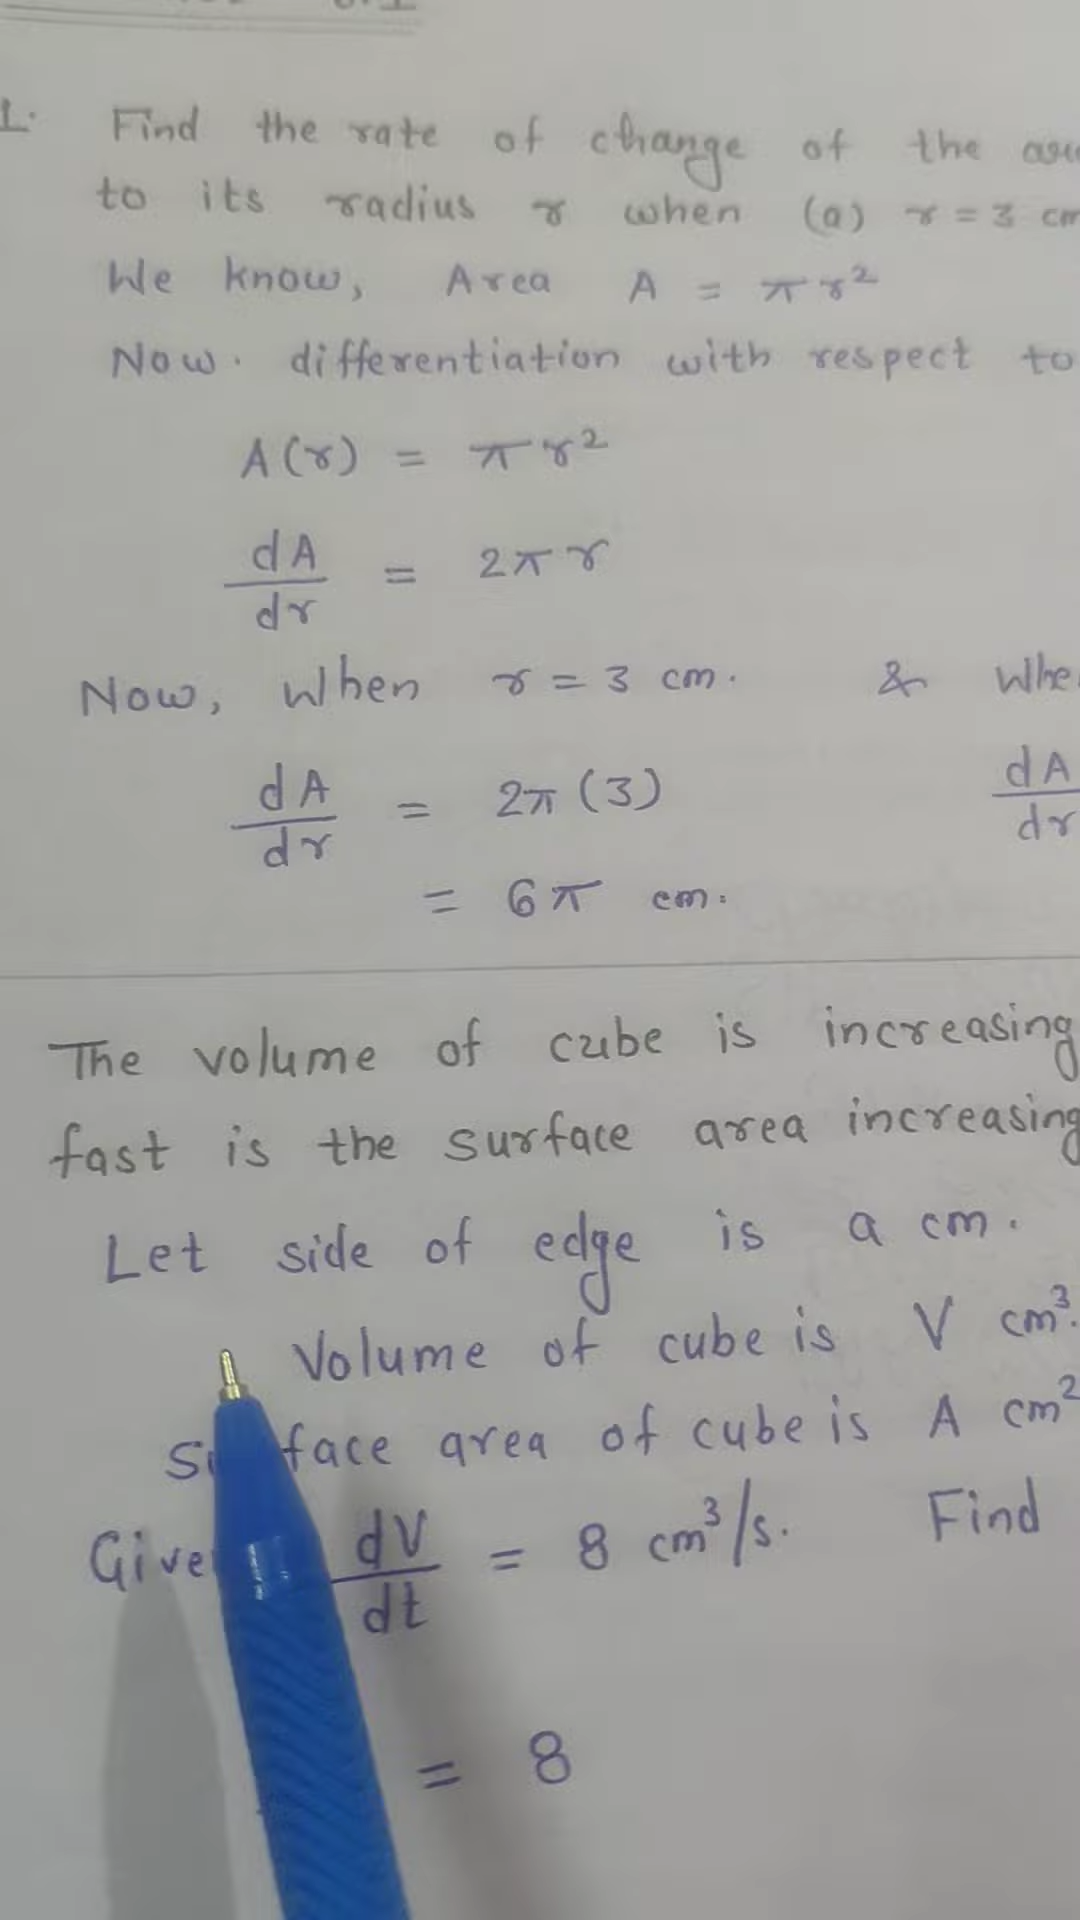 1. Find the rate of change of the
to its radius r when (a) r = 3 cm
We know, Area A = πr²
Now. differentiation with respect to
A(r) = πr²
dA/dr = 2πr
Now, when r = 3 cm. &
dA/dr = 2π(3) dA/dr
= 6π cm.
The volume of cube is increasing
fast is the surface area increasing
Let side of edge is a cm.
Volume of cube is V cm³.
face area of cube is A cm²
dV/dt = 8 cm³/s. Find
= 8